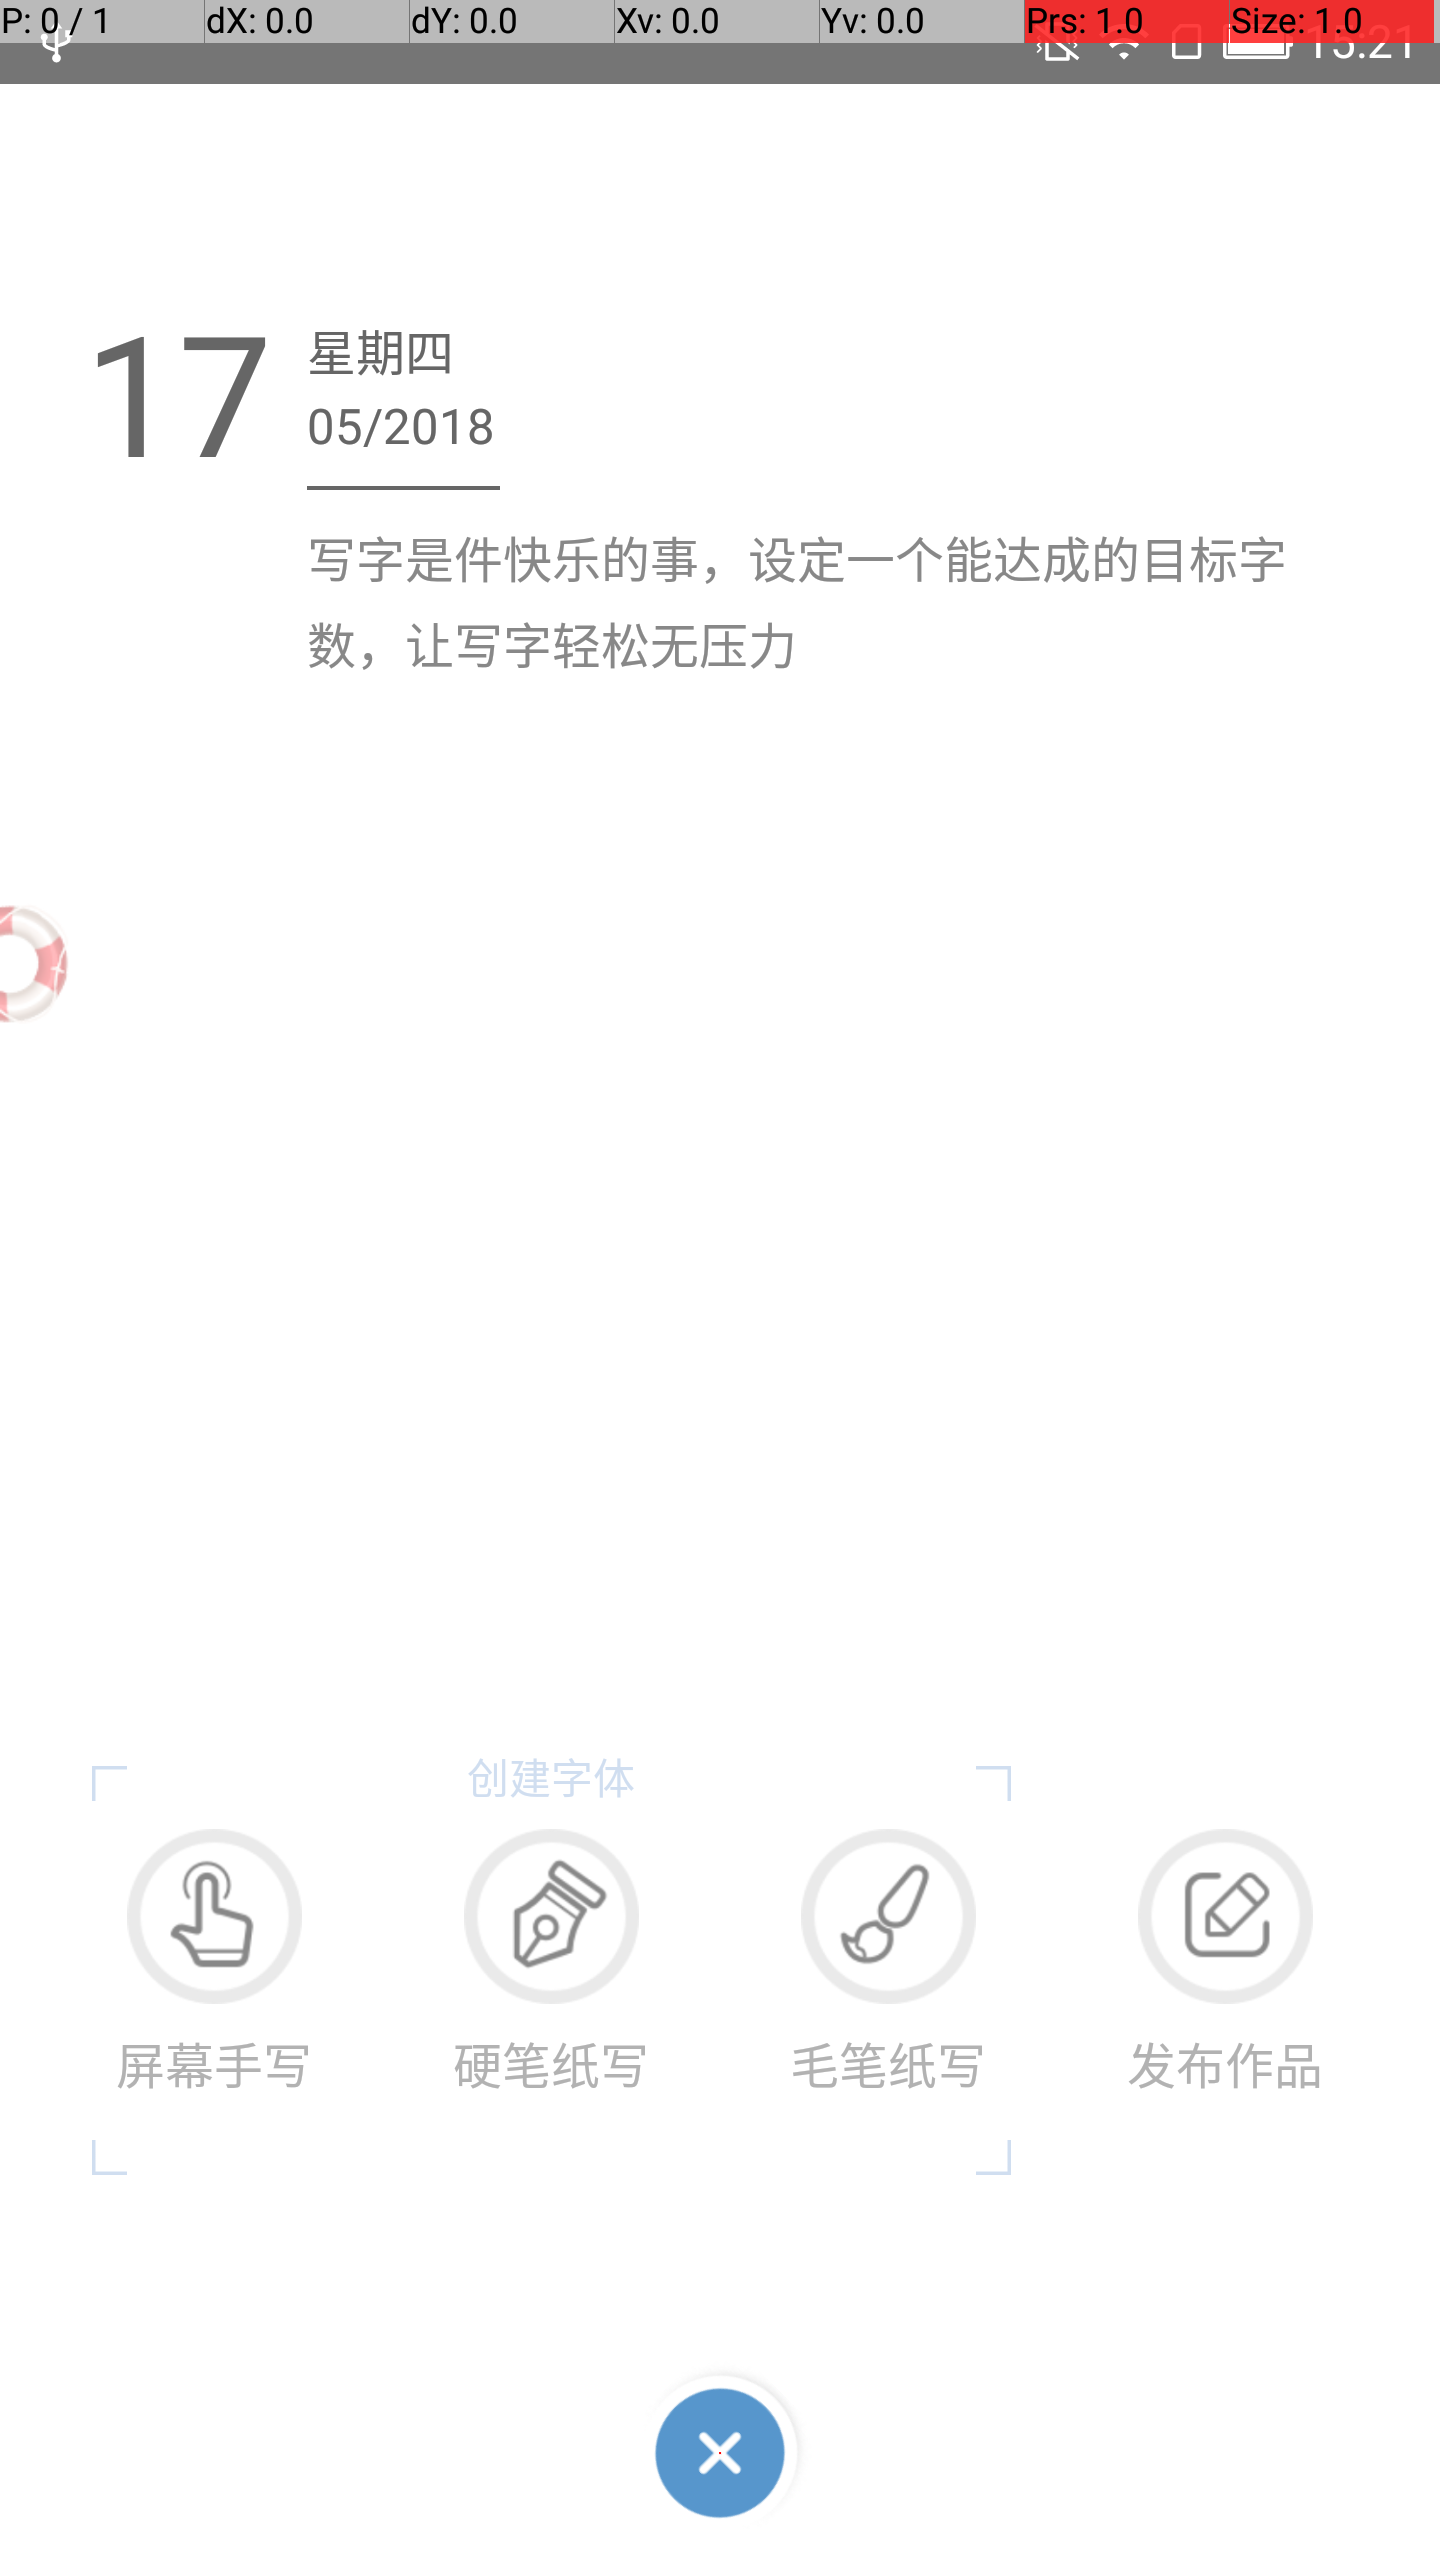 P: 0 / 1 dX: 0.0 dY: 0.0 Xv: 0.0 Yv: 0.0 Prs: 1.0 Size: 1.0
15:21
17
星期四
05/2018
写字是件快乐的事，设定一个能达成的目标字
数，让写字轻松无压力
创建字体
屏幕手写 硬笔纸写 毛笔纸写 发布作品